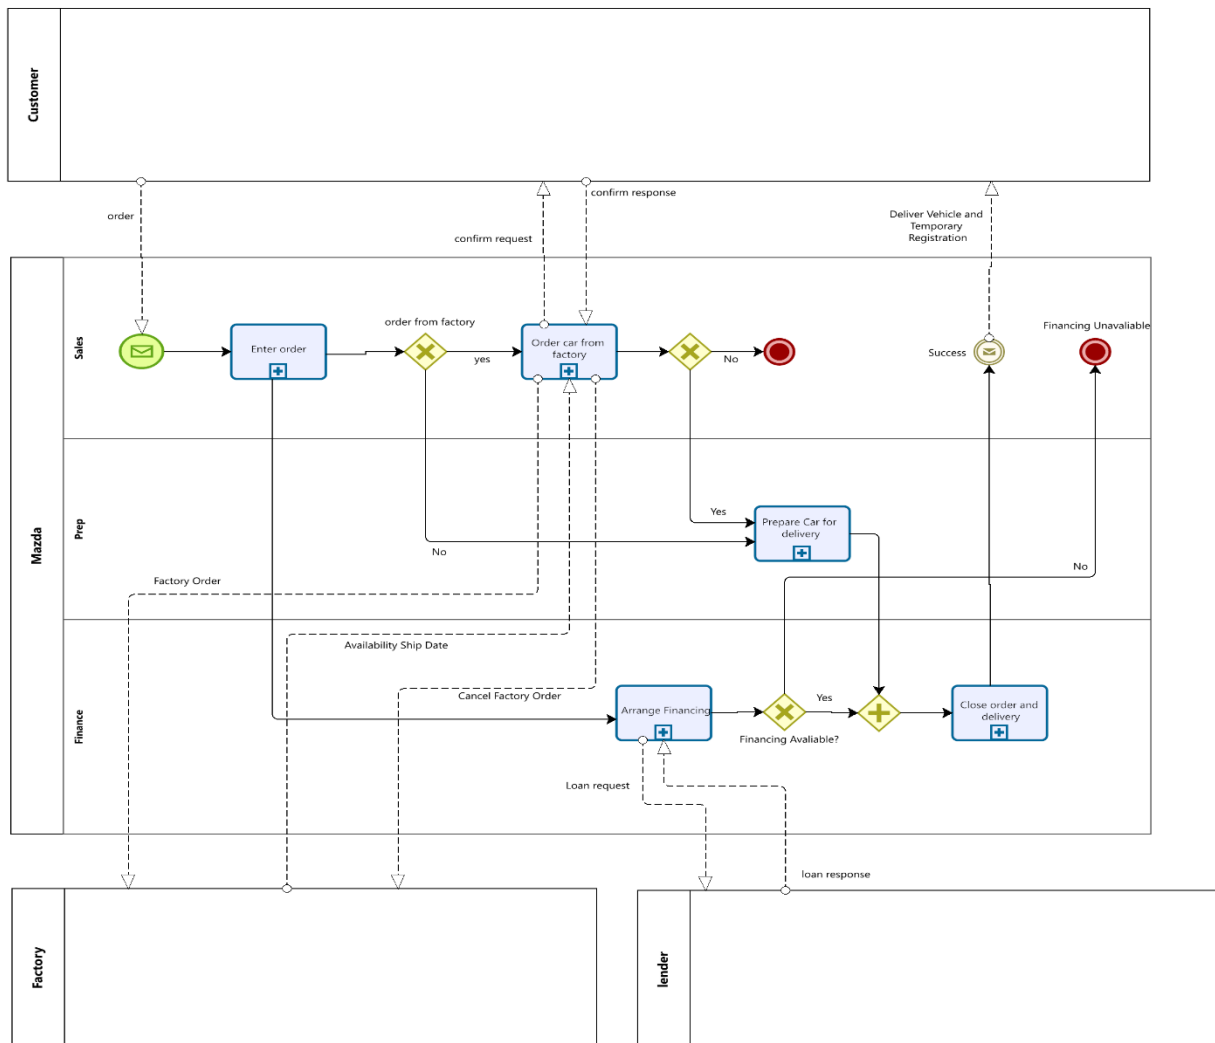 Customer
order
confirm request
confirm response
Deliver Vehicle and
Temporary
Registration
Mazda
Sales
Enter order
order from factory
yes
Order car from
factory
No
Success
Financing Unavaliable
Prep
Yes
No
Prepare Car for
delivery
No
Factory Order
Finance
Availability Ship Date
Cancel Factory Order
Arrange Financing
Yes
Financing Avaliable?
Close order and
delivery
Loan request
loan response
Factory
lender